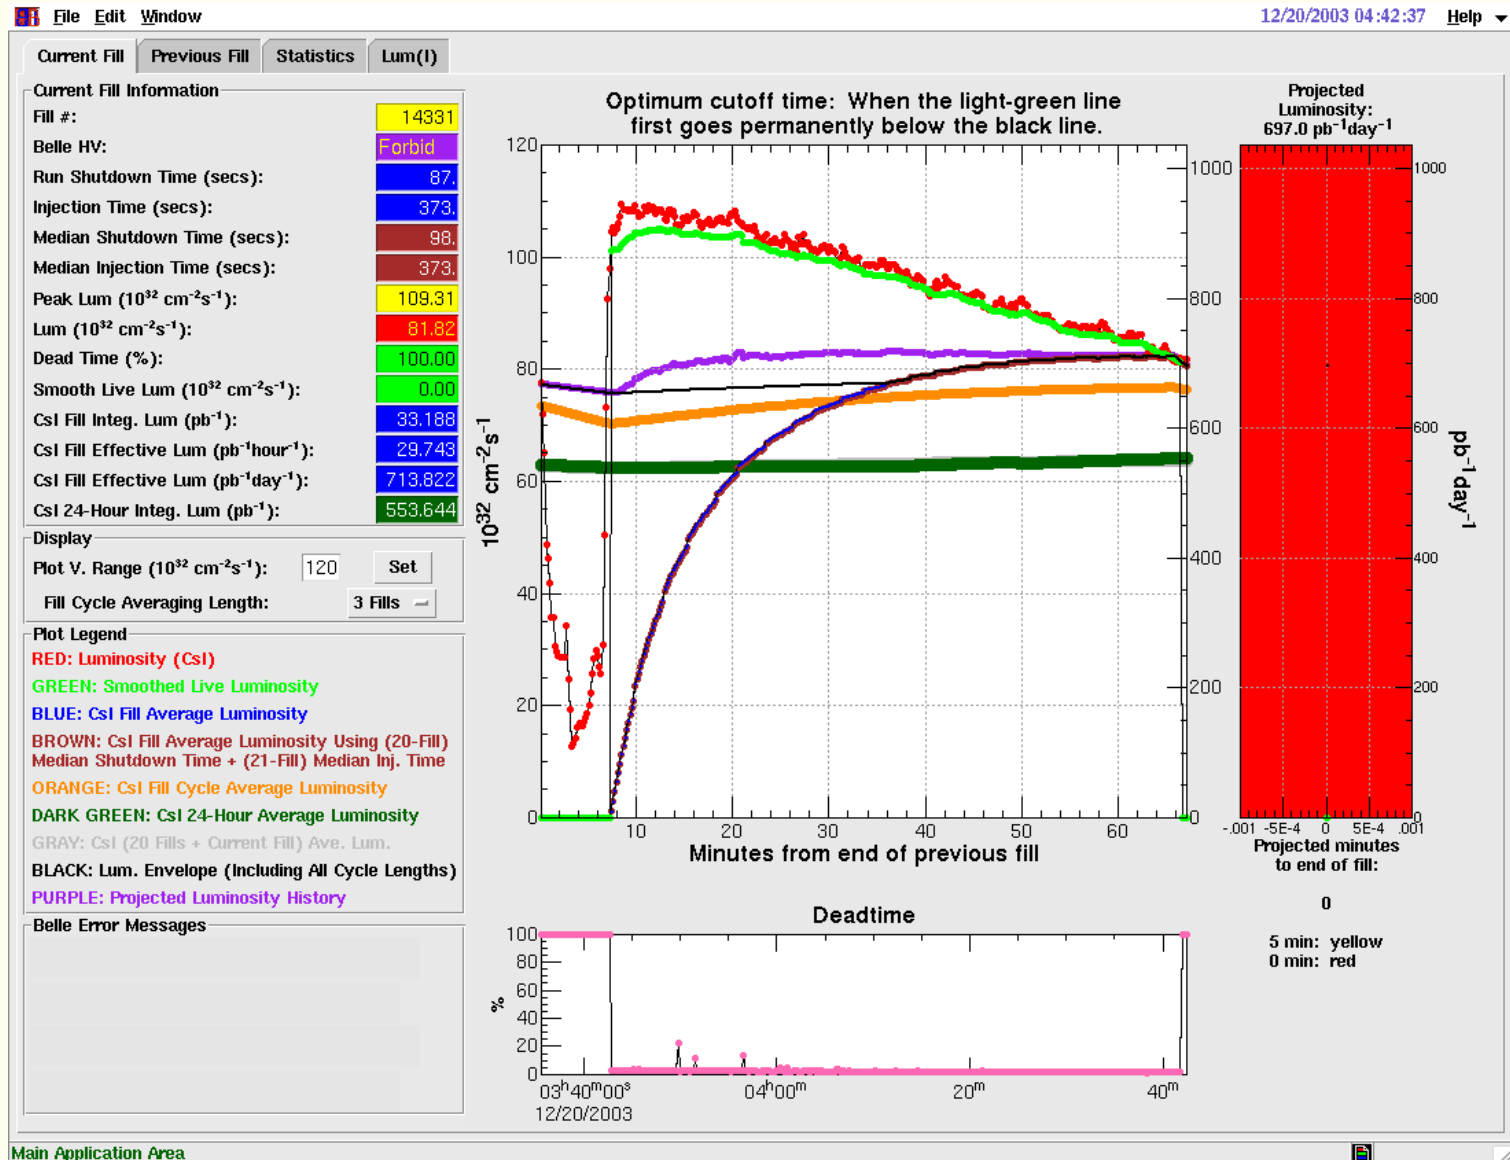 File Edit Window 12/20/2003 04:42:37 Help
Current Fill Previous Fill Statistics Lum(I)
Current Fill Information
Fill #: 14331
Belle HV: Forbid
Run Shutdown Time (secs): 87.
Injection Time (secs): 373.
Median Shutdown Time (secs): 98.
Median Injection Time (secs): 373.
Peak Lum (10³² cm⁻²s⁻¹): 109.31
Lum (10³² cm⁻²s⁻¹): 81.82
Dead Time (%): 100.00
Smooth Live Lum (10³² cm⁻²s⁻¹): 0.00
CsI Fill Integ. Lum (pb⁻¹): 33.188
CsI Fill Effective Lum (pb⁻¹hour⁻¹): 29.743
CsI Fill Effective Lum (pb⁻¹day⁻¹): 713.822
CsI 24-Hour Integ. Lum (pb⁻¹): 553.644
Display
Plot V. Range (10³² cm⁻²s⁻¹): 120 Set
Fill Cycle Averaging Length: 3 Fills
Plot Legend
RED: Luminosity (CsI)
GREEN: Smoothed Live Luminosity
BLUE: CsI Fill Average Luminosity
BROWN: CsI Fill Average Luminosity Using (20-Fill)
Median Shutdown Time + (21-Fill) Median Inj. Time
ORANGE: CsI Fill Cycle Average Luminosity
DARK GREEN: CsI 24-Hour Average Luminosity
GRAY: CsI (20 Fills + Current Fill) Ave. Lum.
BLACK: Lum. Envelope (Including All Cycle Lengths)
PURPLE: Projected Luminosity History
Belle Error Messages
Optimum cutoff time: When the light-green line
first goes permanently below the black line.
120
100
80
60
40
20
0
10³² cm⁻²s⁻¹
10 20 30 40 50 60
Minutes from end of previous fill
1000
800
600
400
200
0
pb⁻¹day⁻¹
Projected
Luminosity:
697.0 pb⁻¹day⁻¹
1000
800
600
400
200
0
-.001 -5E-4 0 5E-4 .001
Projected minutes
to end of fill:
0
5 min: yellow
0 min: red
Deadtime
100
80
60
40
20
0
%
03ʰ40ᵐ00ˢ 04ʰ00ᵐ 20ᵐ 40ᵐ
12/20/2003
Main Application Area